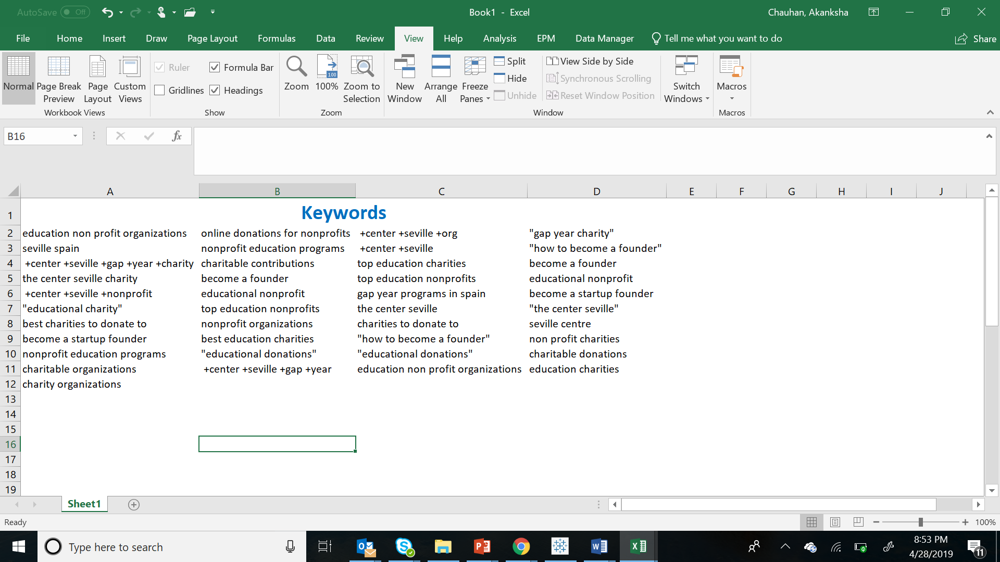 AutoSave Off Book1 - Excel Chauhan, Akanksha
File Home Insert Draw Page Layout Formulas Data Review View Help Analysis EPM Data Manager Tell me what you want to do Share
Normal Page Break Preview Page Layout Custom Views
Workbook Views
Ruler Formula Bar
Gridlines Headings
Show
Zoom 100% Zoom to Selection
100
Zoom
New Window Arrange All Freeze Panes
Split
Hide
Unhide
View Side by Side
Synchronous Scrolling
Reset Window Position
Switch Windows
Window
Macros
Macros
B16 fx
A B C D E F G H I J
1 Keywords
2 education non profit organizations online donations for nonprofits +center +seville +org "gap year charity"
3 seville spain nonprofit education programs +center +seville "how to become a founder"
4 +center +seville +gap +year +charity charitable contributions top education charities become a founder
5 the center seville charity become a founder top education nonprofits educational nonprofit
6 +center +seville +nonprofit educational nonprofit gap year programs in spain become a startup founder
7 "educational charity" top education nonprofits the center seville "the center seville"
8 best charities to donate to nonprofit organizations charities to donate to seville centre
9 become a startup founder best education charities "how to become a founder" non profit charities
10 nonprofit education programs "educational donations" "educational donations" charitable donations
11 charitable organizations +center +seville +gap +year education non profit organizations education charities
12 charity organizations
13
14
15
16
17
18
19
Sheet1
Ready 100%
Type here to search
8:53 PM
4/28/2019
11